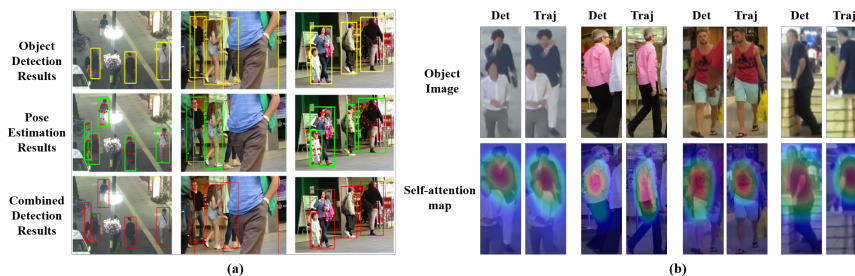 Object
Detection
Results
Pose
Estimation
Results
Combined
Detection
Results
(a)
Det Traj Det Traj Det Traj Det Traj
Object
Image
Self-attention
map
(b)